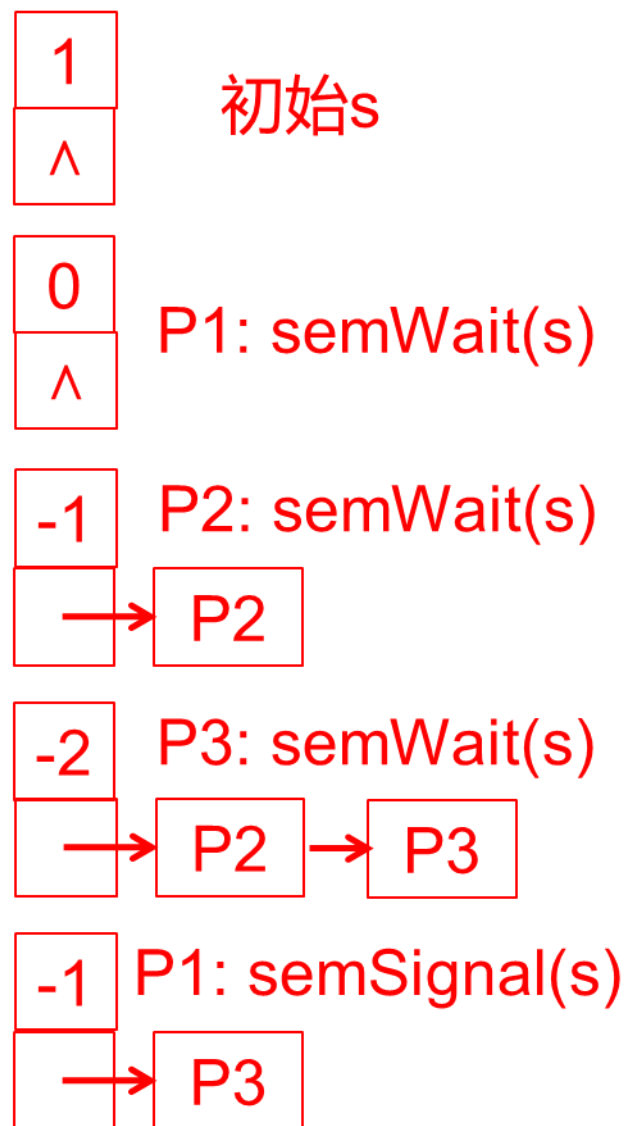 1
初始s
∧
0
P1: semWait(s)
∧
-1
P2: semWait(s)
P2
-2
P3: semWait(s)
P2
P3
-1
P1: semSignal(s)
P3